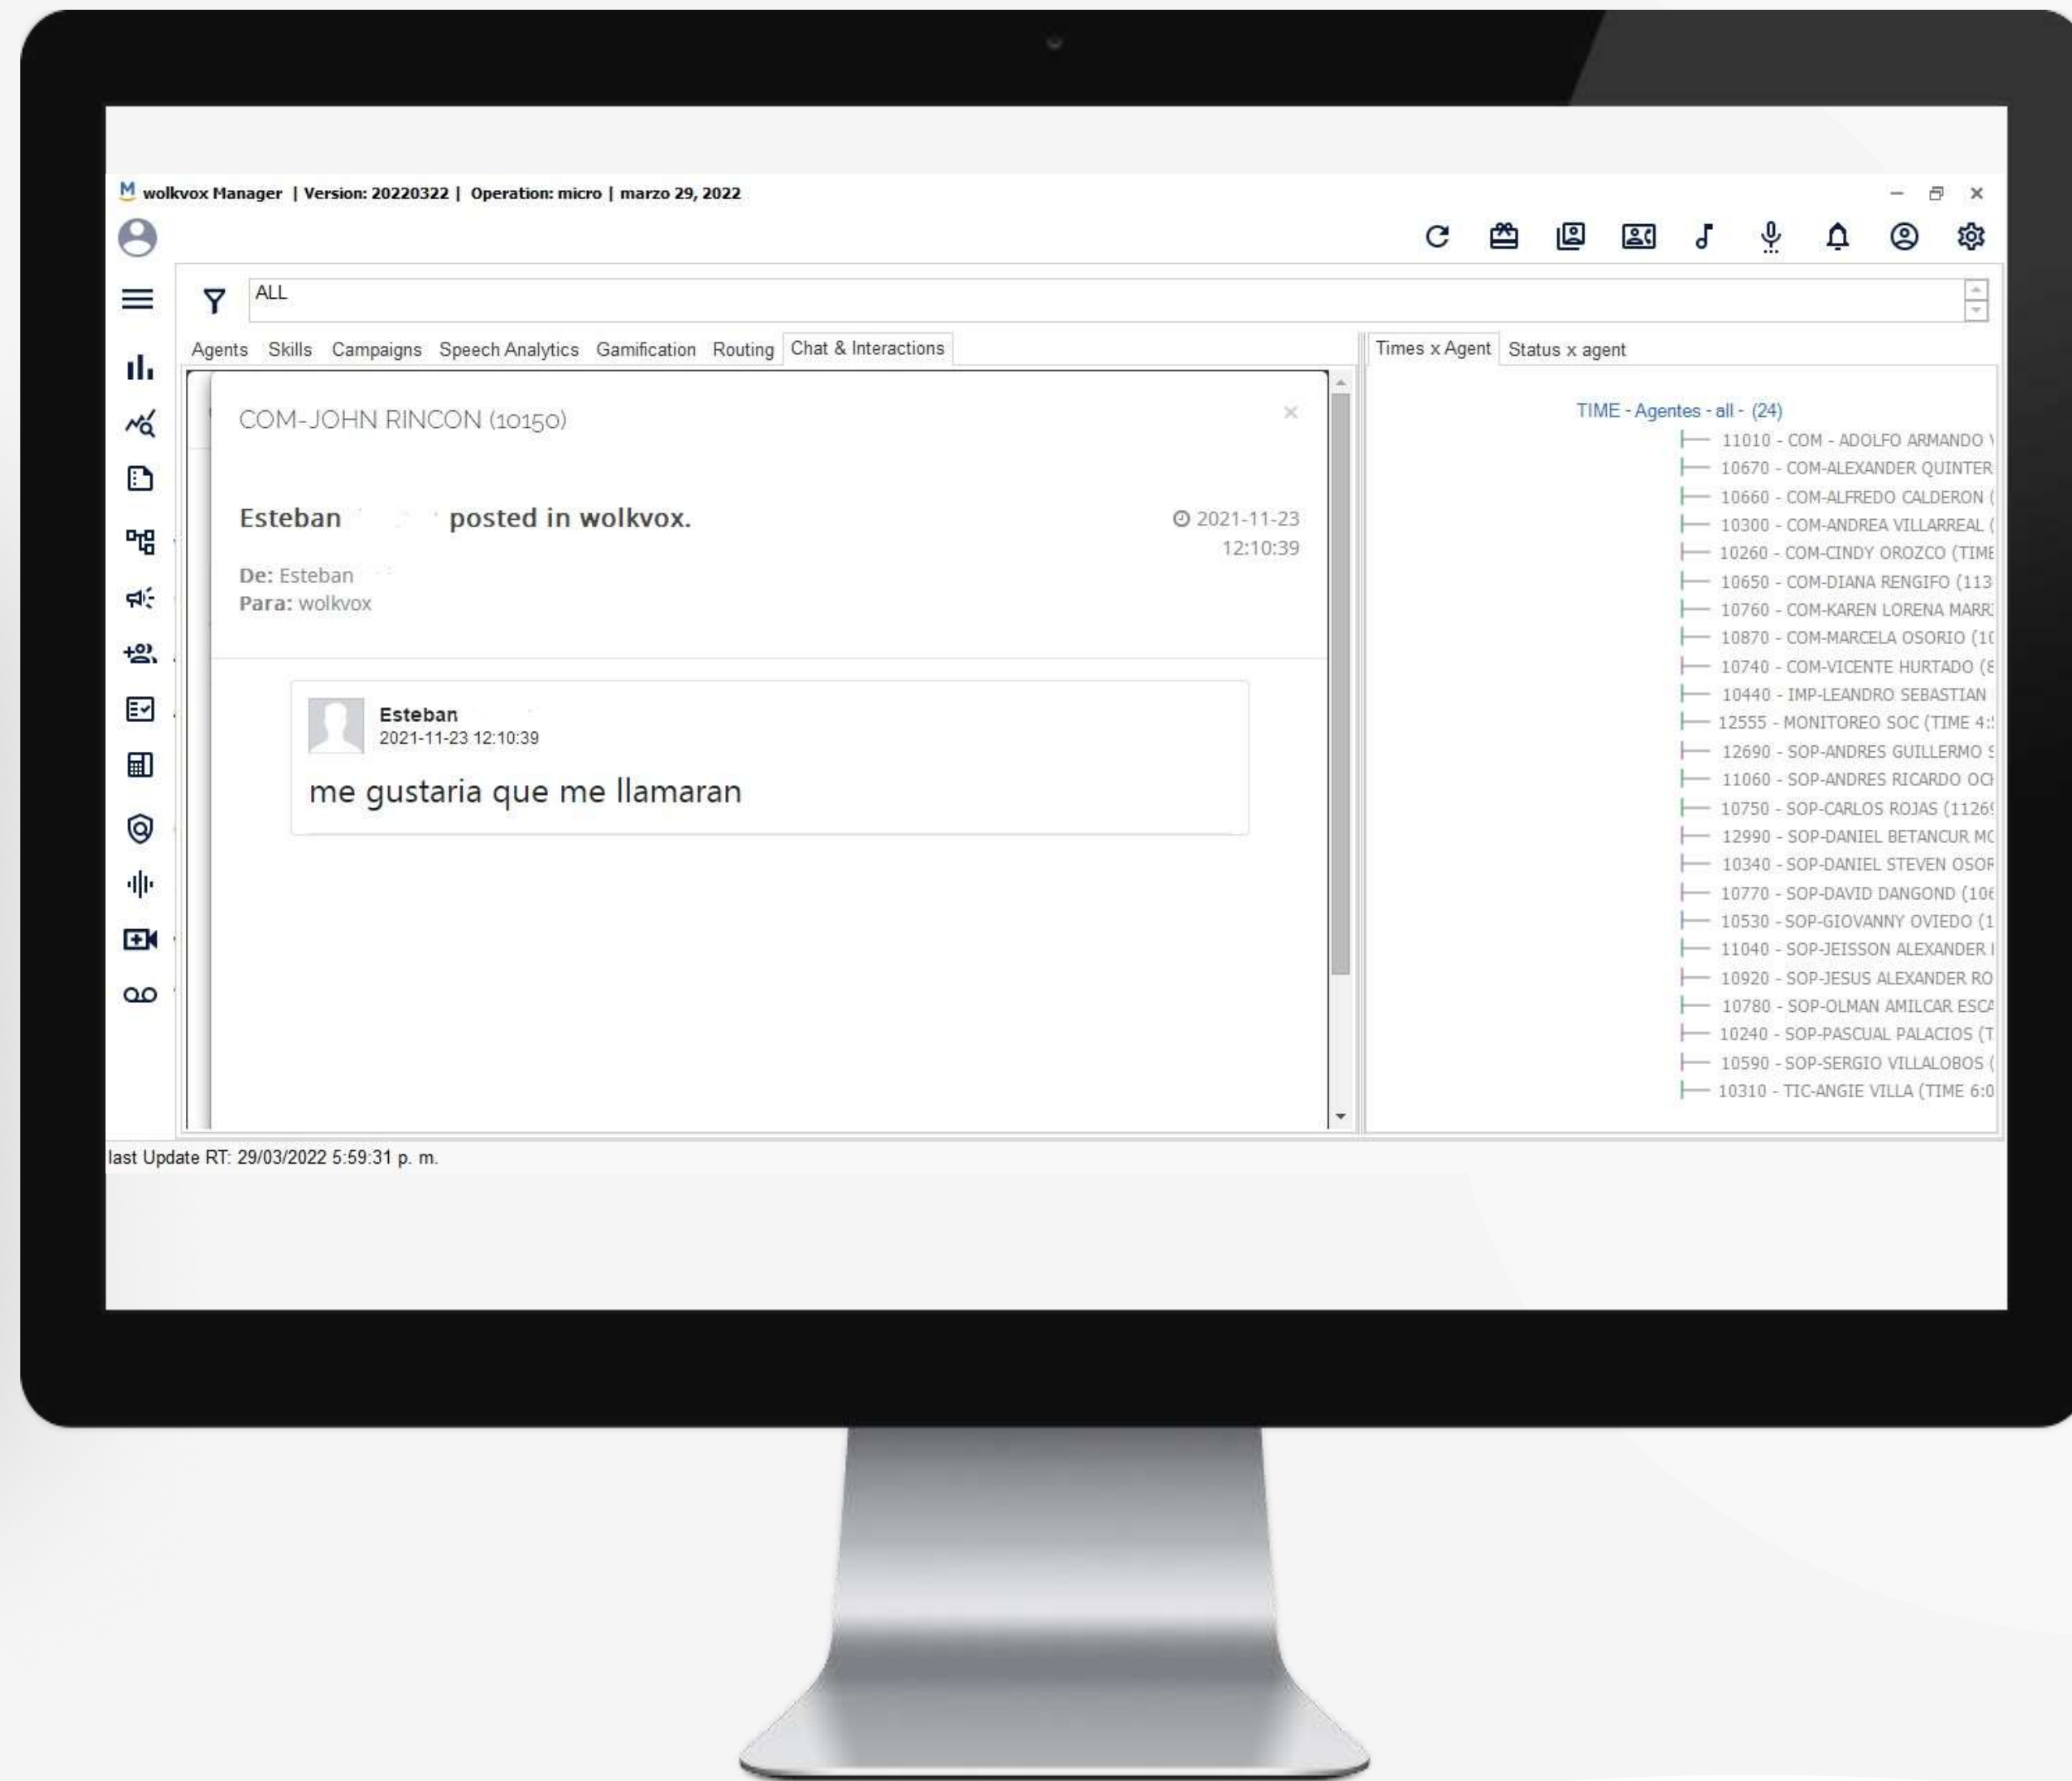 M wolkvox Manager | Version: 20220322 | Operation: micro | marzo 29, 2022
ALL
Agents Skills Campaigns Speech Analytics Gamification Routing Chat & Interactions
COM-JOHN RINCON (10150)
Esteban posted in wolkvox.
2021-11-23
12:10:39
De: Esteban
Para: wolkvox
Esteban
2021-11-23 12:10:39
me gustaria que me llamaran
Times x Agent Status x agent
TIME - Agentes - all - (24)
11010 - COM - ADOLFO ARMANDO
10670 - COM-ALEXANDER QUINTER
10660 - COM-ALFREDO CALDERON (
10300 - COM-ANDREA VILLARREAL (
10260 - COM-CINDY OROZCO (TIME
10650 - COM-DIANA RENGIFO (113
10760 - COM-KAREN LORENA MARR
10870 - COM-MARCELA OSORIO (10
10740 - COM-VICENTE HURTADO (8
10440 - IMP-LEANDRO SEBASTIAN
12555 - MONITOREO SOC (TIME 4:
12690 - SOP-ANDRES GUILLERMO S
11060 - SOP-ANDRES RICARDO OCH
10750 - SOP-CARLOS ROJAS (11269
12990 - SOP-DANIEL BETANCUR MO
10340 - SOP-DANIEL STEVEN OSOR
10770 - SOP-DAVID DANGOND (106
10530 - SOP-GIOVANNY OVIEDO (1
11040 - SOP-JEISSON ALEXANDER
10920 - SOP-JESUS ALEXANDER RO
10780 - SOP-OLMAN AMILCAR ESCA
10240 - SOP-PASCUAL PALACIOS (T
10590 - SOP-SERGIO VILLALOBOS (
10310 - TIC-ANGIE VILLA (TIME 6:0
last Update RT: 29/03/2022 5:59:31 p. m.